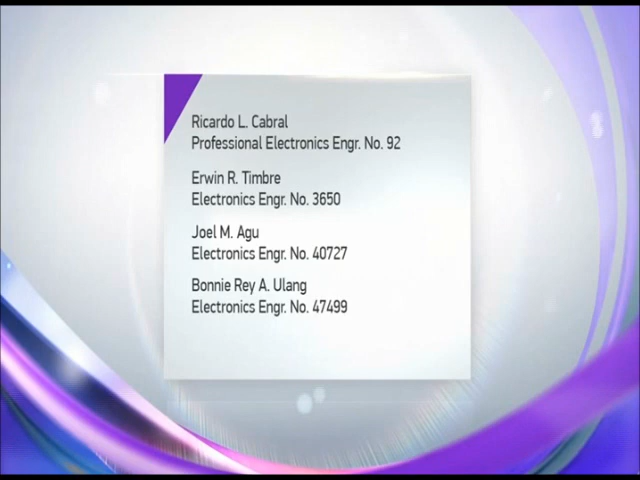 Ricardo L. Cabral
Professional Electronics Engr. No. 92
Erwin R. Timbre
Electronics Engr. No. 3650
Joel M. Agu
Electronics Engr. No. 40727
Bonnie Rey A. Ulang
Electronics Engr. No. 47499